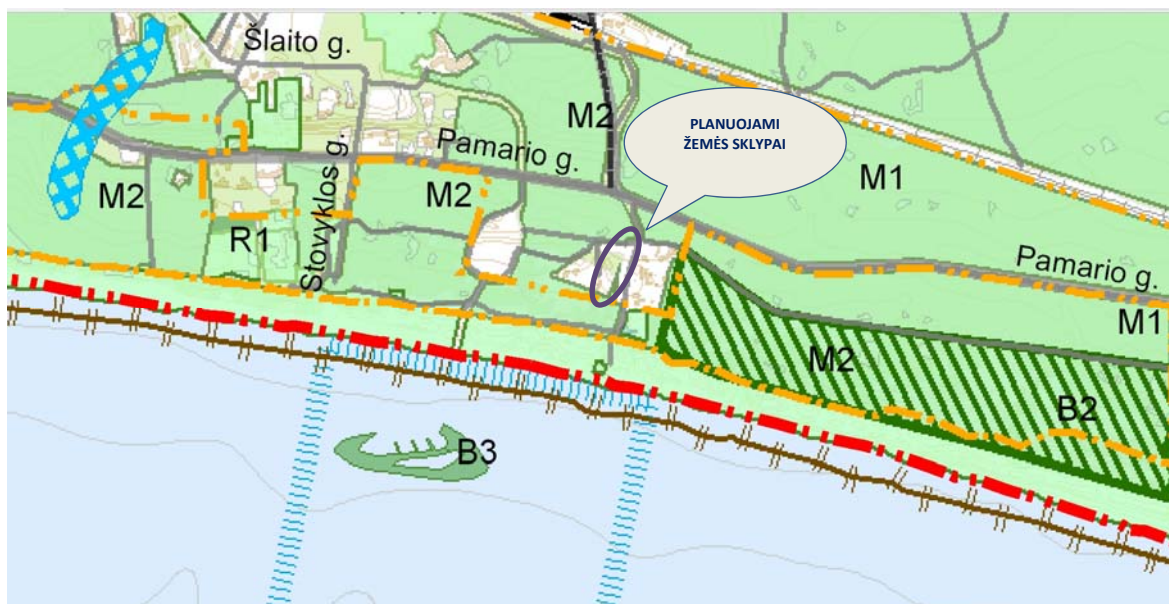 Šlaito g.
M2
PLANUOJAMI
ŽEMĖS SKLYPAI
Pamario g.
M1
M2
M2
Stovyklos g.
R1
Pamario g.
M1
M2
B2
B3